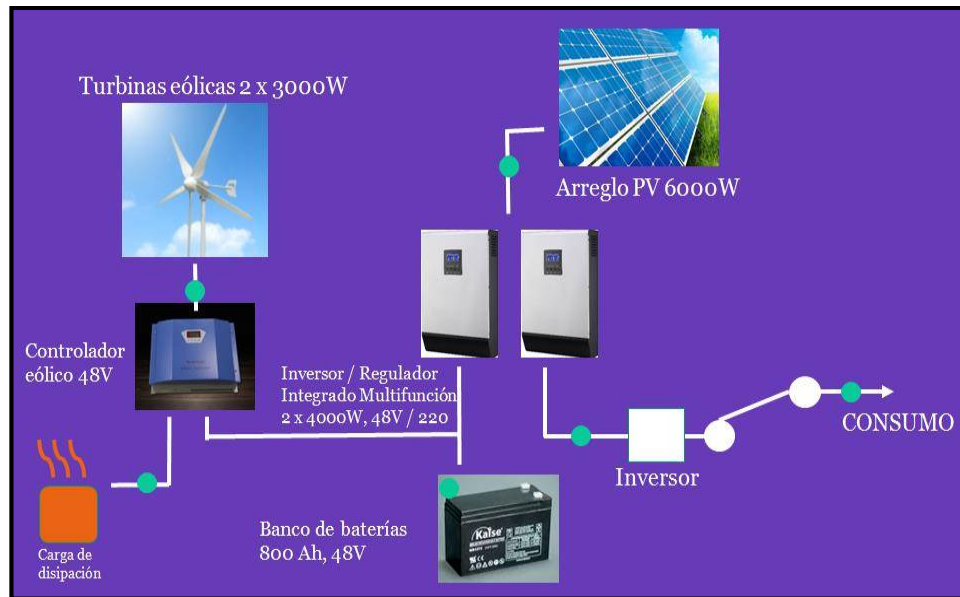 Turbinas eólicas 2 x 3000W
Arreglo PV 6000W
Controlador
eólico 48V
Inversor / Regulador
Integrado Multifunción
2 x 4000W, 48V / 220
CONSUMO
Inversor
Banco de baterías
800 Ah, 48V
Kaise
Carga de
disipación